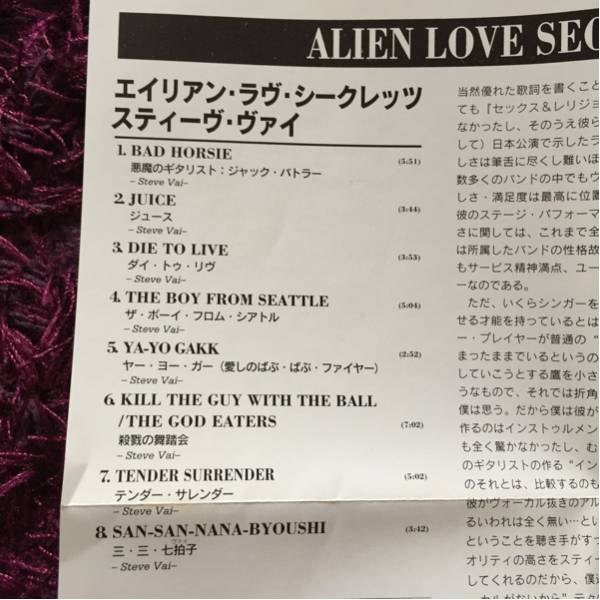 ALIEN LOVE SEC
エイリアン・ラヴ・シークレッツ
スティーヴ・ヴァイ
1. BAD HORSIE (5:51)
悪魔のギタリスト：ジャック・バトラー
– Steve Vai–
2. JUICE (3:44)
ジュース
– Steve Vai–
3. DIE TO LIVE (3:53)
ダイ・トゥ・リヴ
– Steve Vai–
4. THE BOY FROM SEATTLE (5:04)
ザ・ボーイ・フロム・シアトル
– Steve Vai–
5. YA-YO GAKK (2:52)
ヤー・ヨー・ガー（愛しのばぶ・ばぶ・ファイヤー）
– Steve Vai–
6. KILL THE GUY WITH THE BALL
/THE GOD EATERS (7:02)
殺戮の舞踏会
– Steve Vai–
7. TENDER SURRENDER (5:02)
テンダー・サレンダー
– Steve Vai–
8. SAN-SAN-NANA-BYOUSHI (3:42)
三・三・七拍子
– Steve Vai–
当然優れた歌詞を書くこと
ても『セックス＆レリジョ
なかったし、そのうえ彼ら
して）日本公演で示したラ
しさは筆舌に尽くし難いほ
数多くのバンドの中でもヴ
しさ・満足度は最高に位置
彼のステージ・パフォーマ
さに関しては、これまで全
は所属したバンドの性格故
もサービス精神満点、ユー
ーなのである。
ただ、いくらシンガーを
せる才能を持っているとは
ー・プレイヤーが普通の“
まったままでいるというの
していこうとする鷹を小さ
うなもので、それでは折角
僕は思う。だから僕は彼が
作るのはインストゥルメン
も全く驚かなかったし、む
のギタリストの作る“イン
のそれとは、比較するのも
彼がヴォーカル抜きのアル
るいわれは全く無い…とい
ということを聴き手がすっ
オリティの高さをスティー
してくれるのだから、僕達